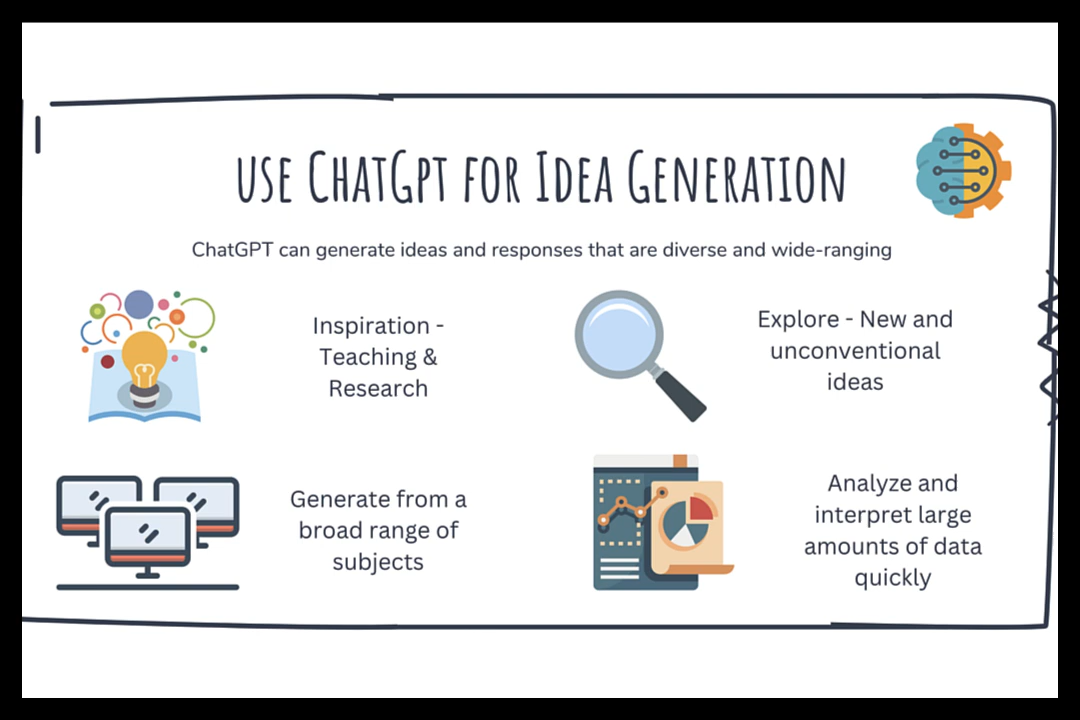 use ChatGpt for Idea Generation
ChatGPT can generate ideas and responses that are diverse and wide-ranging
Inspiration -
Teaching &
Research
Explore - New and
unconventional
ideas
Generate from a
broad range of
subjects
Analyze and
interpret large
amounts of data
quickly